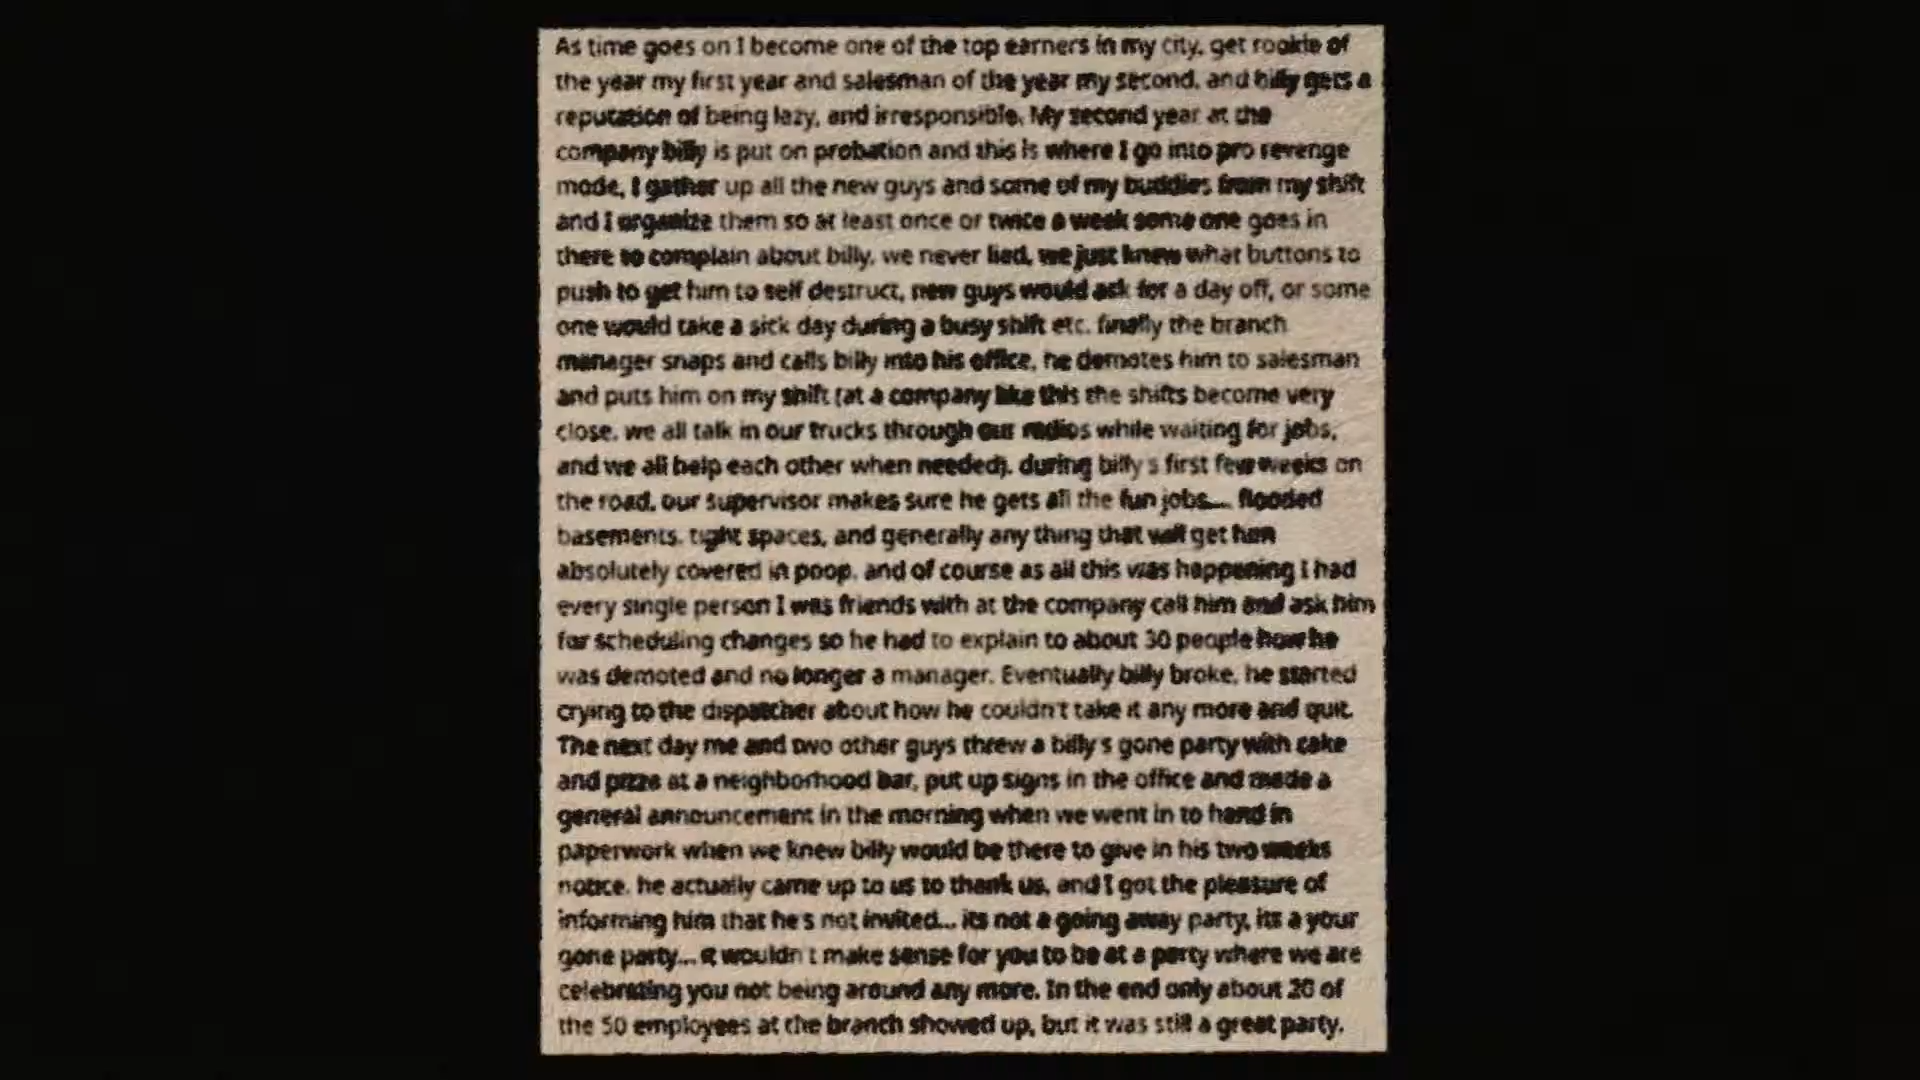 As time goes on I become one of the top earners in my city, get rookie of
the year my first year and salesman of the year my second, and billy gets a
reputation of being lazy, and irresponsible. My second year at the
company billy is put on probation and this is where I go into pro revenge
mode, I gather up all the new guys and some of my buddies from my shift
and I organize them so at least once or twice a week some one goes in
there to complain about billy, we never lied, we just knew what buttons to
push to get him to self destruct, new guys would ask for a day off, or some
one would take a sick day during a busy shift etc. finally the branch
manager snaps and calls billy into his office, he demotes him to salesman
and puts him on my shift (at a company like this the shifts become very
close, we all talk in our trucks through our radios while waiting for jobs,
and we all help each other when needed). during billy's first few weeks on
the road, our supervisor makes sure he gets all the fun jobs.... flooded
basements, tight spaces, and generally any thing that will get him
absolutely covered in poop, and of course as all this was happening I had
every single person I was friends with at the company call him and ask him
for scheduling changes so he had to explain to about 30 people how he
was demoted and no longer a manager. Eventually billy broke, he started
crying to the dispatcher about how he couldn't take it any more and quit.
The next day me and two other guys threw a billy's gone party with cake
and pizza at a neighborhood bar, put up signs in the office and made a
general announcement in the morning when we went in to hand in
paperwork when we knew billy would be there to give in his two weeks
notice. he actually came up to us to thank us, and I got the pleasure of
informing him that he's not invited... its not a going away party, its a your
gone party... it wouldn't make sense for you to be at a party where we are
celebrating you not being around any more. In the end only about 20 of
the 50 employees at the branch showed up, but it was still a great party.